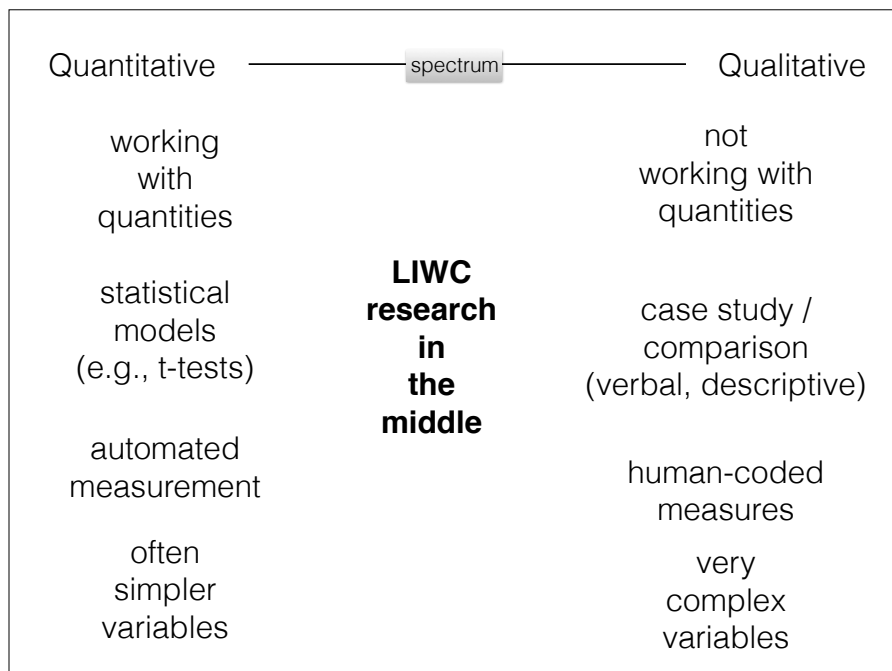 Quantitative
spectrum
Qualitative
working
with
quantities
statistical
models
(e.g., t-tests)
automated
measurement
often
simpler
variables
LIWC
research
in
the
middle
not
working with
quantities
case study /
comparison
(verbal, descriptive)
human-coded
measures
very
complex
variables